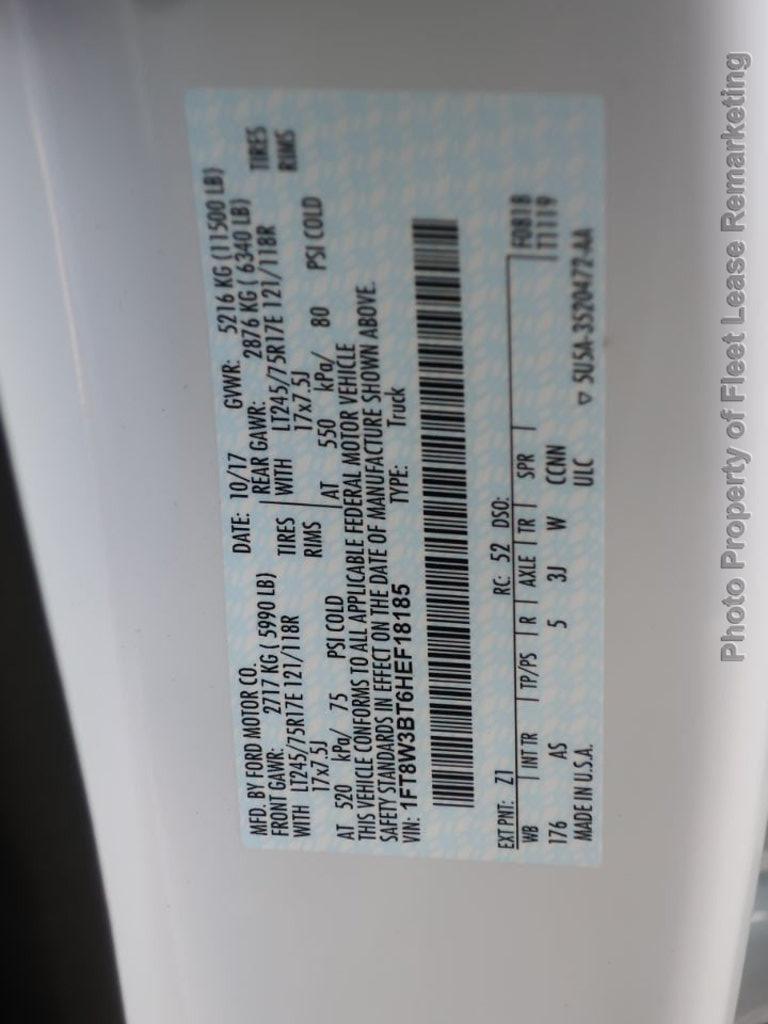 MFD. BY FORD MOTOR CO.
DATE: 10/17 GVWR: 5216 KG (11500 LB)
FRONT GAWR: 2717 KG ( 5990 LB)
REAR GAWR: 2876 KG ( 6340 LB)
WITH LT245/75R17E 121/118R TIRES
WITH LT245/75R17E 121/118R TIRES
17x7.5J RIMS
17x7.5J RIMS
AT 520 kPa/ 75 PSI COLD
AT 550 kPa/ 80 PSI COLD
THIS VEHICLE CONFORMS TO ALL APPLICABLE FEDERAL MOTOR VEHICLE
SAFETY STANDARDS IN EFFECT ON THE DATE OF MANUFACTURE SHOWN ABOVE.
VIN: 1FT8W3BT6HEF18185 TYPE: Truck
EXT PNT: Z1 RC: 52 DSO: F0818
WB INT TR TP/PS R AXLE TR SPR T1119
176 AS 5 3J W CCNN
MADE IN U.S.A. ULC ▽ SU5A-3520472-AA
Photo Property of Fleet Lease Remarketing